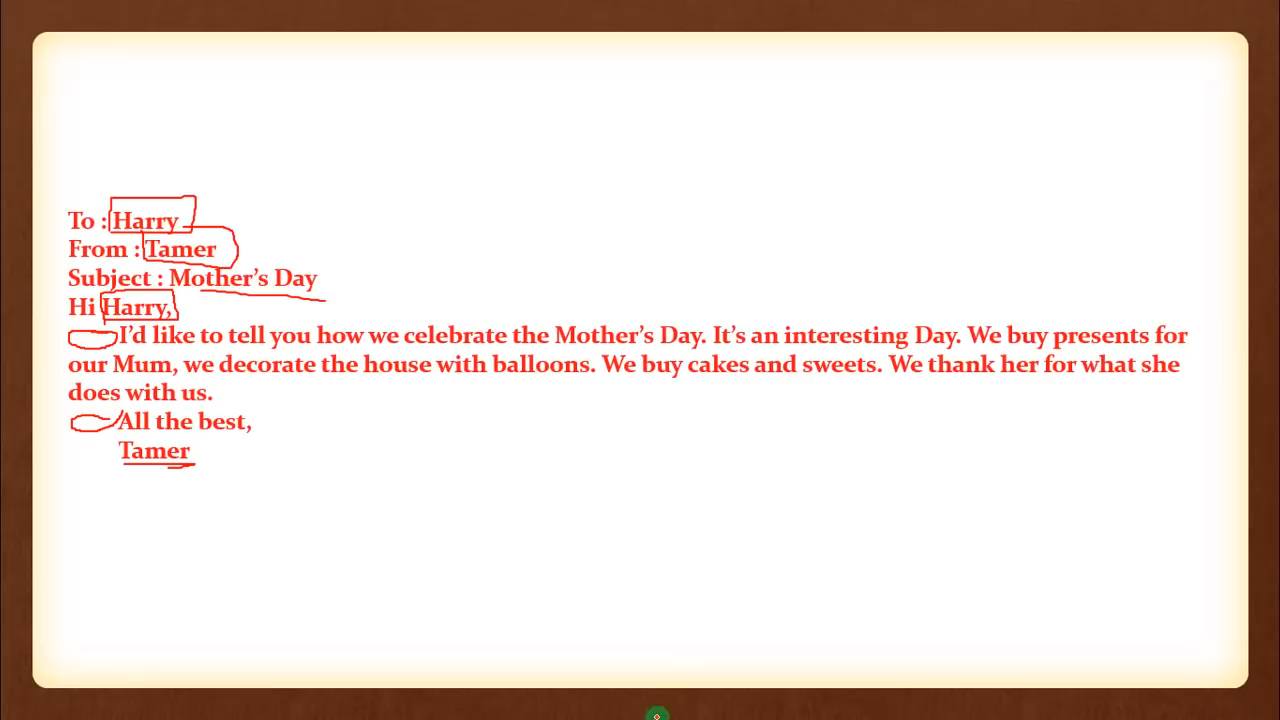 To : Harry
From : Tamer
Subject : Mother’s Day
Hi Harry,
I’d like to tell you how we celebrate the Mother’s Day. It’s an interesting Day. We buy presents for
our Mum, we decorate the house with balloons. We buy cakes and sweets. We thank her for what she
does with us.
All the best,
Tamer